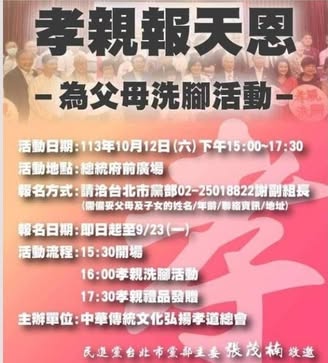 孝親報天恩
-為父母洗腳活動-
活動日期:113年10月12日(六)下午15:00~17:30
活動地點:總統府前廣場
報名方式:請洽台北市黨部02-25018822謝副組長
(需備妥父母及子女的姓名/年齡/聯絡資訊/地址)
報名日期:即日起至9/23(一)
活動流程:15:30開場
16:00孝親洗腳活動
17:30孝親禮品發贈
主辦單位:中華傳統文化弘揚孝道總會
孝
民進黨台北市黨部主委 張茂楠 敬邀